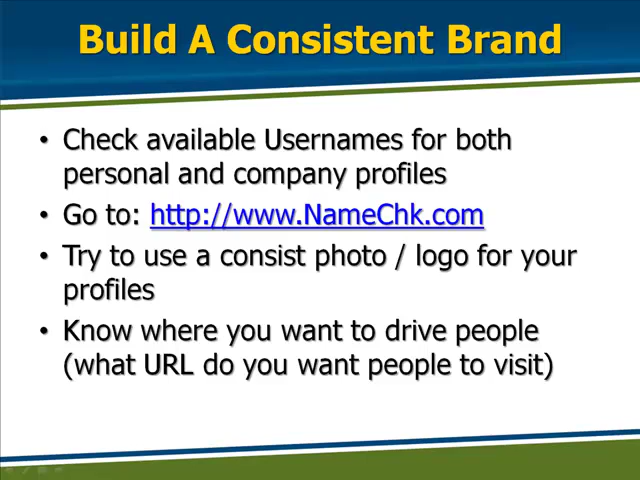 Build A Consistent Brand
• Check available Usernames for both
personal and company profiles
• Go to: http://www.NameChk.com
• Try to use a consist photo / logo for your
profiles
• Know where you want to drive people
(what URL do you want people to visit)